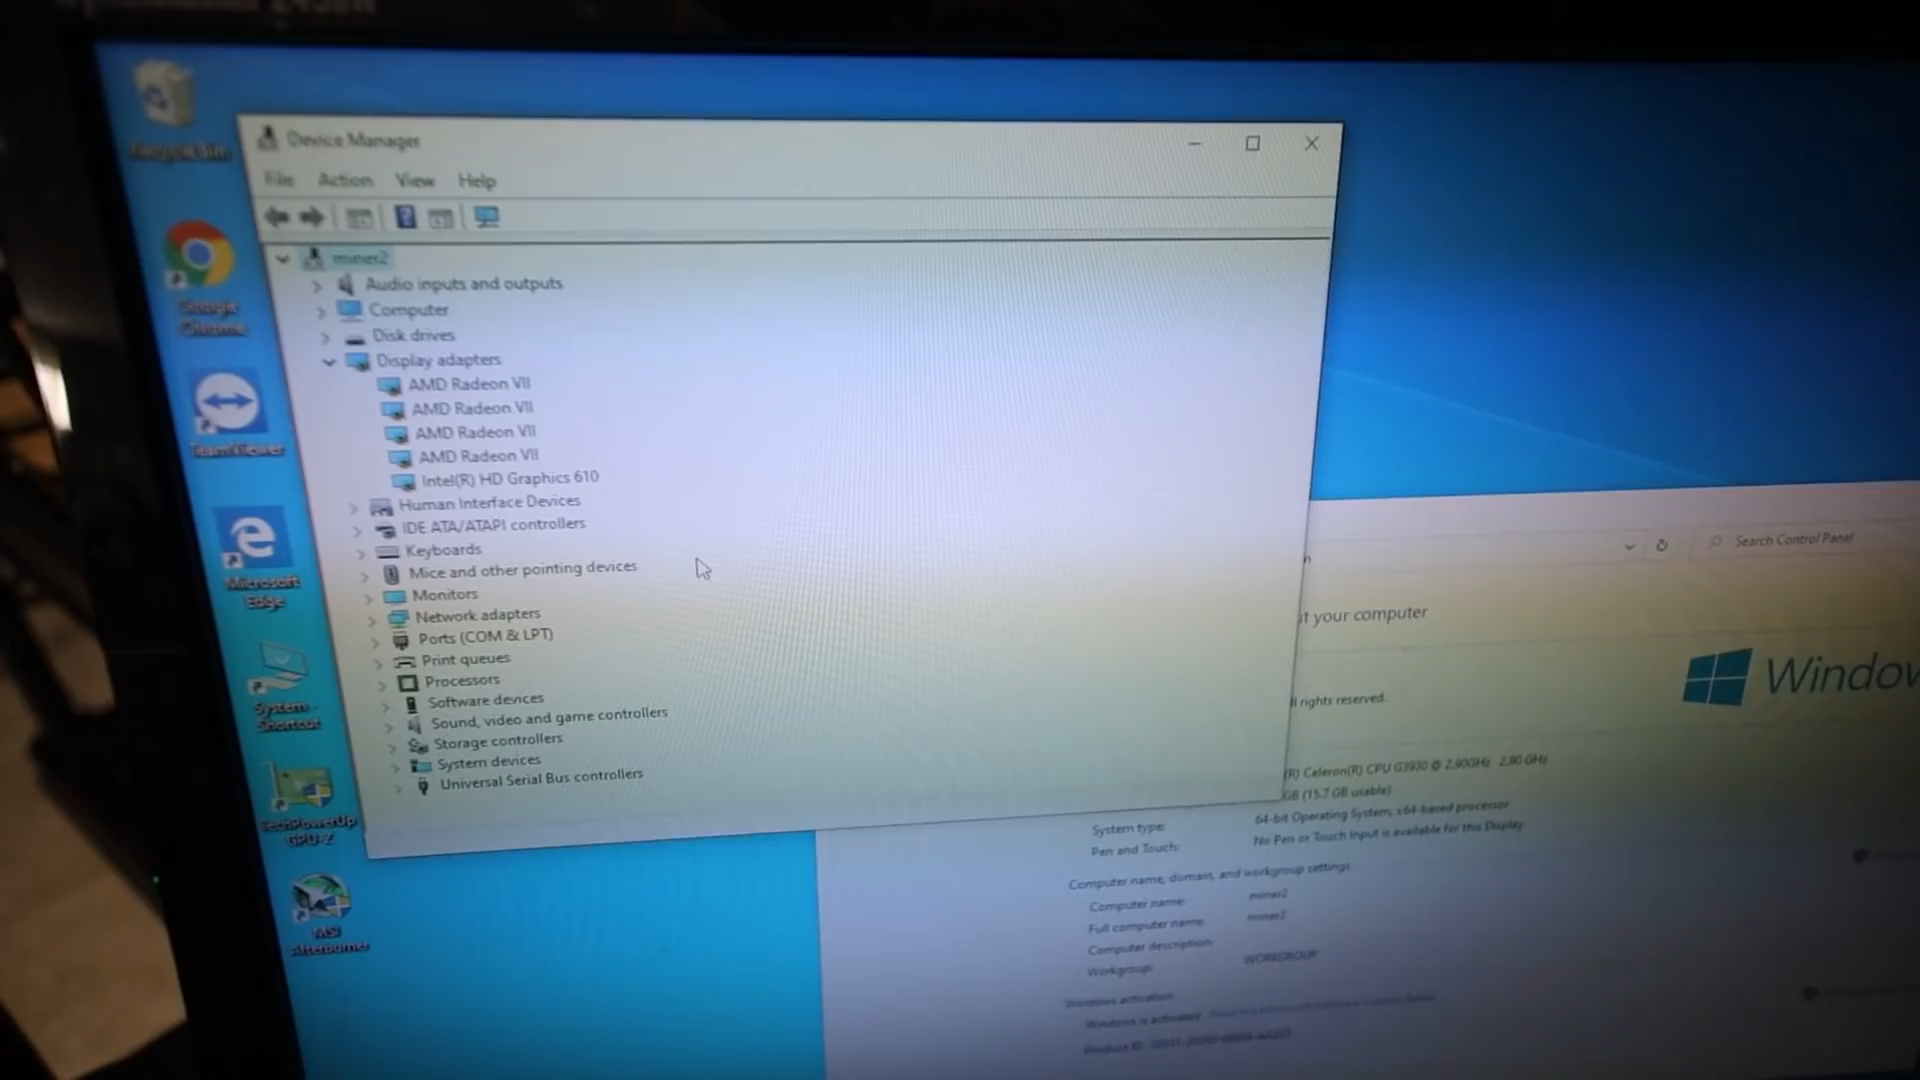 Device Manager
File Action View Help
miner2
Audio inputs and outputs
Computer
Disk drives
Display adapters
AMD Radeon VII
AMD Radeon VII
AMD Radeon VII
AMD Radeon VII
Intel(R) HD Graphics 610
Human Interface Devices
IDE ATA/ATAPI controllers
Keyboards
Mice and other pointing devices
Monitors
Network adapters
Ports (COM & LPT)
Print queues
Processors
Software devices
Sound, video and game controllers
Storage controllers
System devices
Universal Serial Bus controllers
Recycle Bin
Google
Chrome
TeamViewer
Microsoft
Edge
System -
Shortcut
TechPowerUp
GPU-Z
MSI
Afterburner
Search Control Panel
t your computer
ll rights reserved.
Window
(R) Celeron(R) CPU G3930 @ 2.90GHz 2.90 GHz
GB (15.7 GB usable)
System type: 64-bit Operating System, x64-based processor
Pen and Touch: No Pen or Touch Input is available for this Display
Computer name, domain, and workgroup settings
Computer name: miner2
Full computer name: miner2
Computer description:
Workgroup: WORKGROUP
Windows activation
Windows is activated
Product ID: